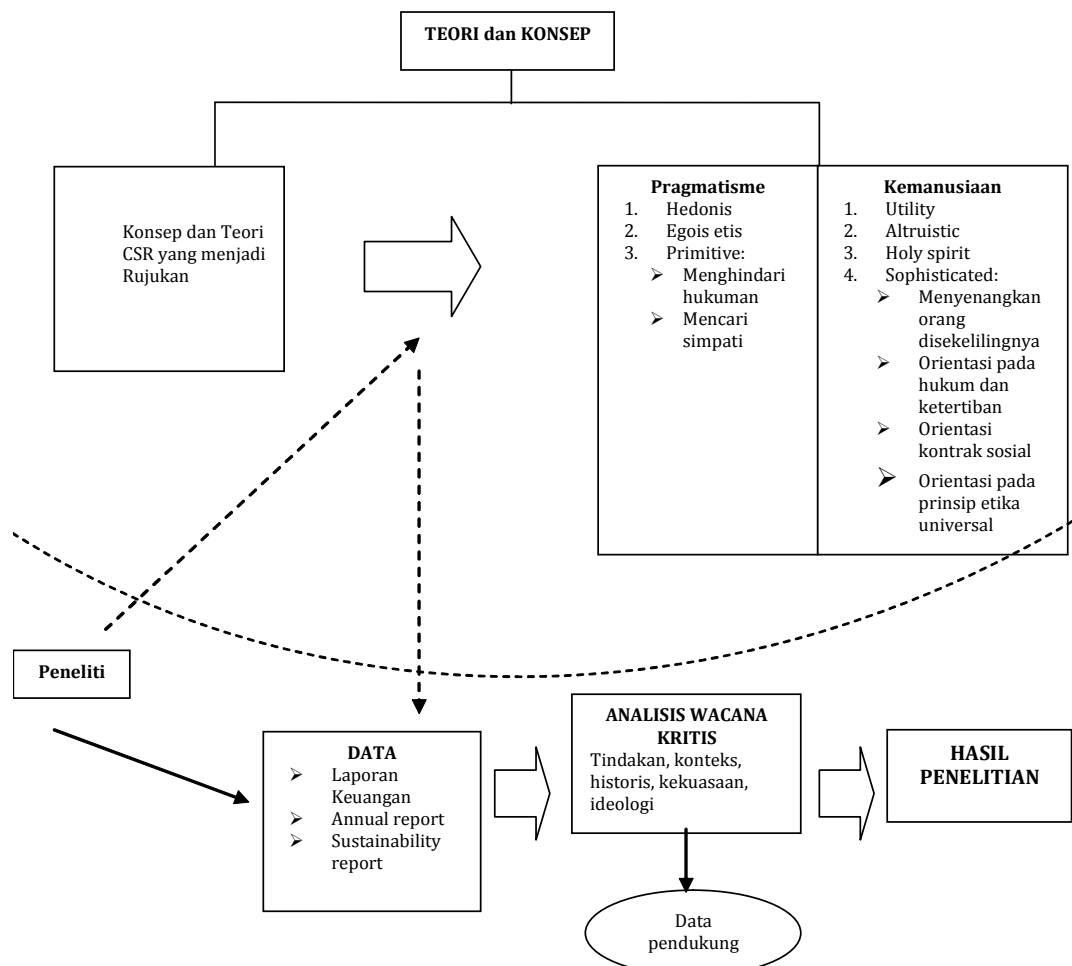 TEORI dan KONSEP
Konsep dan Teori
CSR yang menjadi
Rujukan
Pragmatisme
1. Hedonis
2. Egois etis
3. Primitive:
➢ Menghindari
hukuman
➢ Mencari
simpati
Kemanusiaan
1. Utility
2. Altruistic
3. Holy spirit
4. Sophisticated:
➢ Menyenangkan
orang
disekelilingnya
➢ Orientasi pada
hukum dan
ketertiban
➢ Orientasi
kontrak sosial
➢ Orientasi pada
prinsip etika
universal
Peneliti
DATA
➢ Laporan
Keuangan
➢ Annual report
➢ Sustainability
report
ANALISIS WACANA
KRITIS
Tindakan, konteks,
historis, kekuasaan,
ideologi
HASIL
PENELITIAN
Data
pendukung